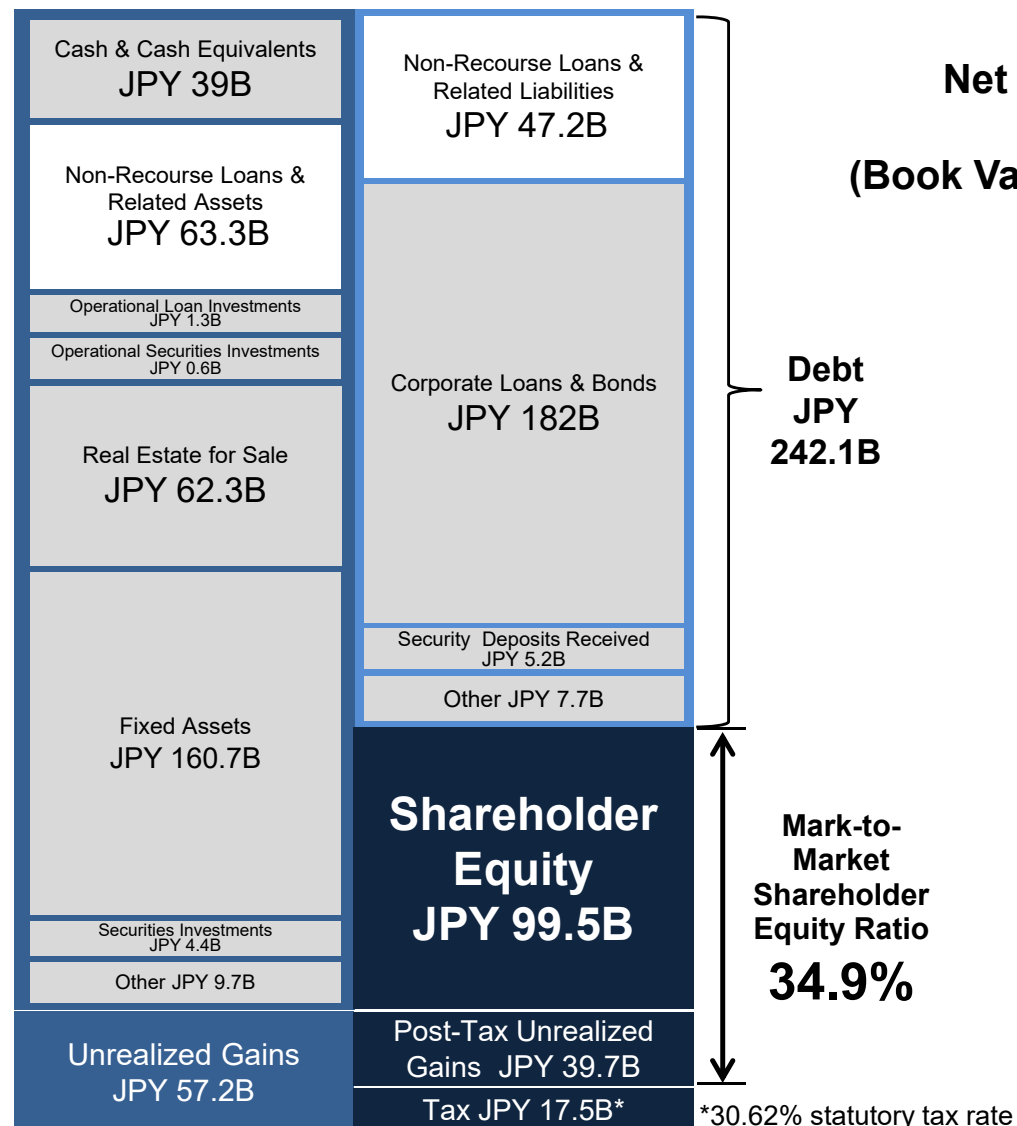 Cash & Cash Equivalents
JPY 39B
Non-Recourse Loans &
Related Assets
JPY 63.3B
Operational Loan Investments
JPY 1.3B
Operational Securities Investments
JPY 0.6B
Real Estate for Sale
JPY 62.3B
Fixed Assets
JPY 160.7B
Securities Investments
JPY 4.4B
Other JPY 9.7B
Unrealized Gains
JPY 57.2B
Non-Recourse Loans &
Related Liabilities
JPY 47.2B
Corporate Loans & Bonds
JPY 182B
Security Deposits Received
JPY 5.2B
Other JPY 7.7B
Shareholder
Equity
JPY 99.5B
Post-Tax Unrealized
Gains JPY 39.7B
Tax JPY 17.5B*
Net
(Book Va
Debt
JPY
242.1B
Mark-to-
Market
Shareholder
Equity Ratio
34.9%
*30.62% statutory tax rate